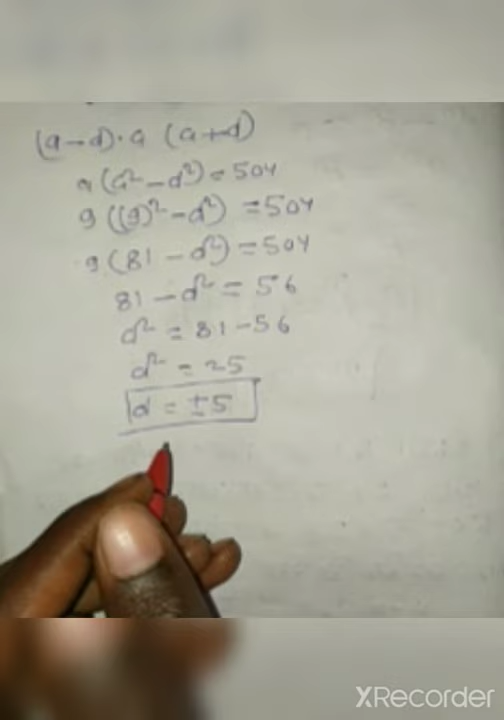 (a-d).a (a+d)
a(a²-d²)=504
9((9)²-d²)=504
9(81-d²)=504
81-d²=56
d²=81-56
d²=25
d=±5
XRecorder